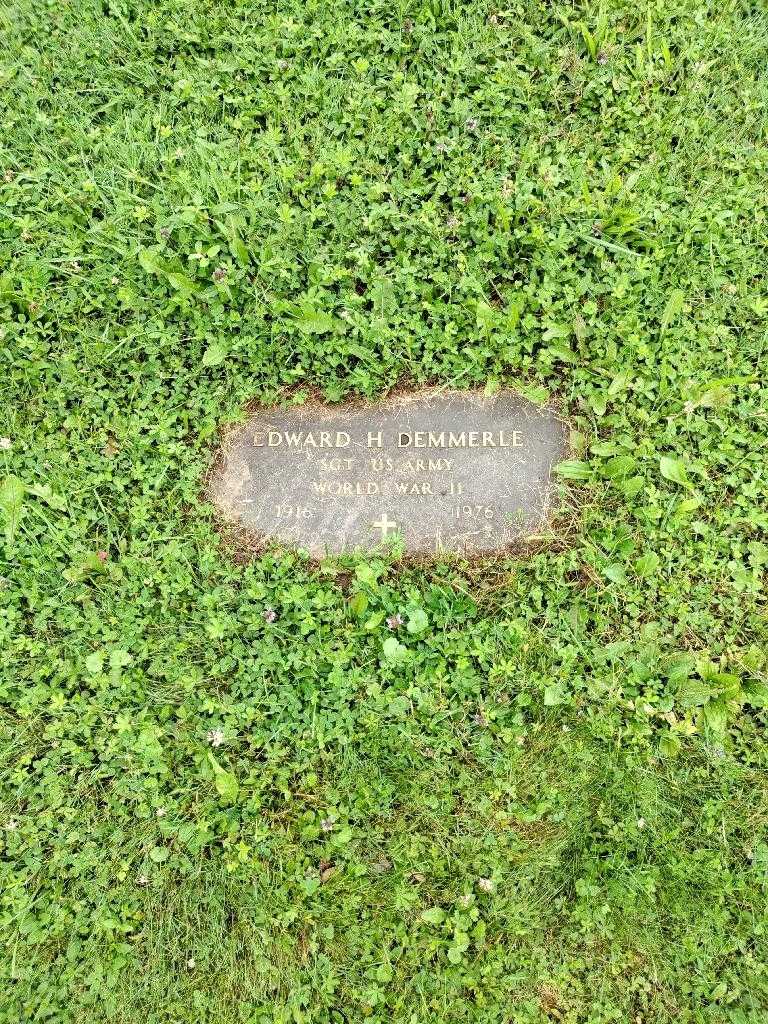 EDWARD H DEMMERLE
SGT US ARMY
WORLD WAR II
1916 1976